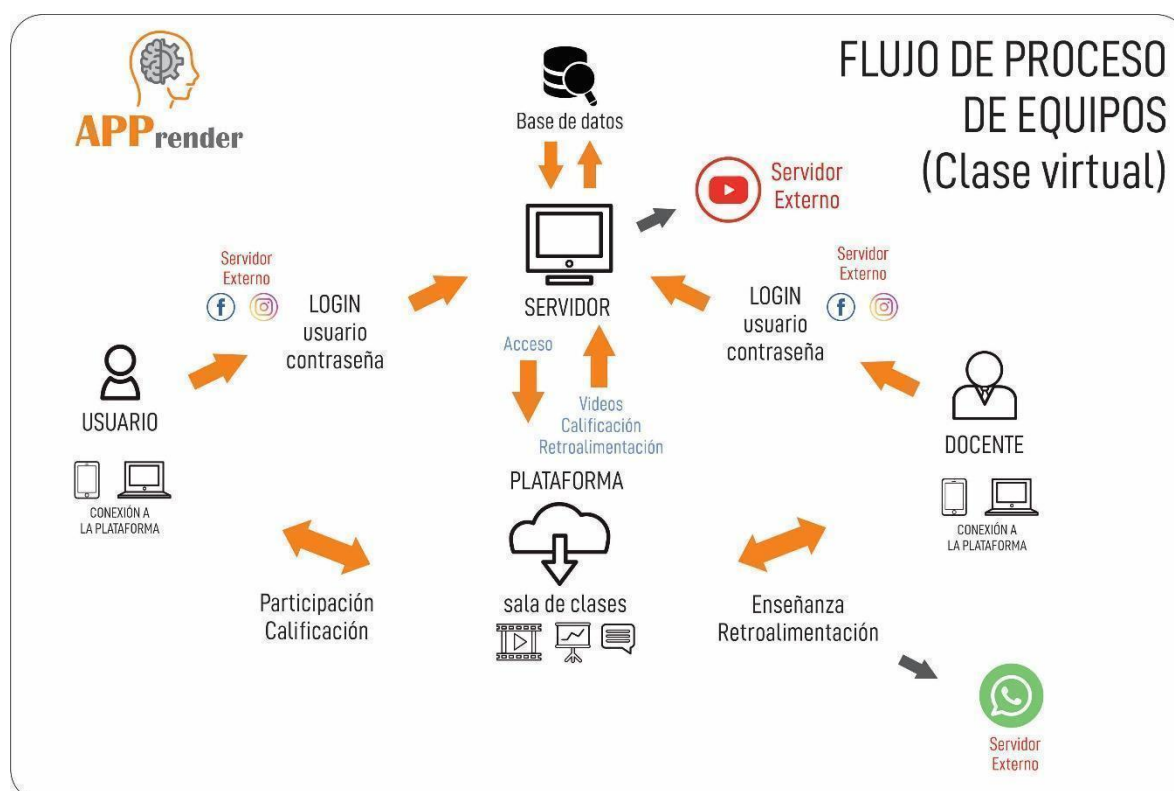 APPrender
FLUJO DE PROCESO
DE EQUIPOS
(Clase virtual)
Base de datos
Servidor
Externo
SERVIDOR
Servidor
Externo
LOGIN
usuario
contraseña
Servidor
Externo
LOGIN
usuario
contraseña
Acceso
Videos
Calificación
Retroalimentación
USUARIO
CONEXIÓN A
LA PLATAFORMA
DOCENTE
CONEXIÓN A
LA PLATAFORMA
PLATAFORMA
sala de clases
Participación
Calificación
Enseñanza
Retroalimentación
Servidor
Externo